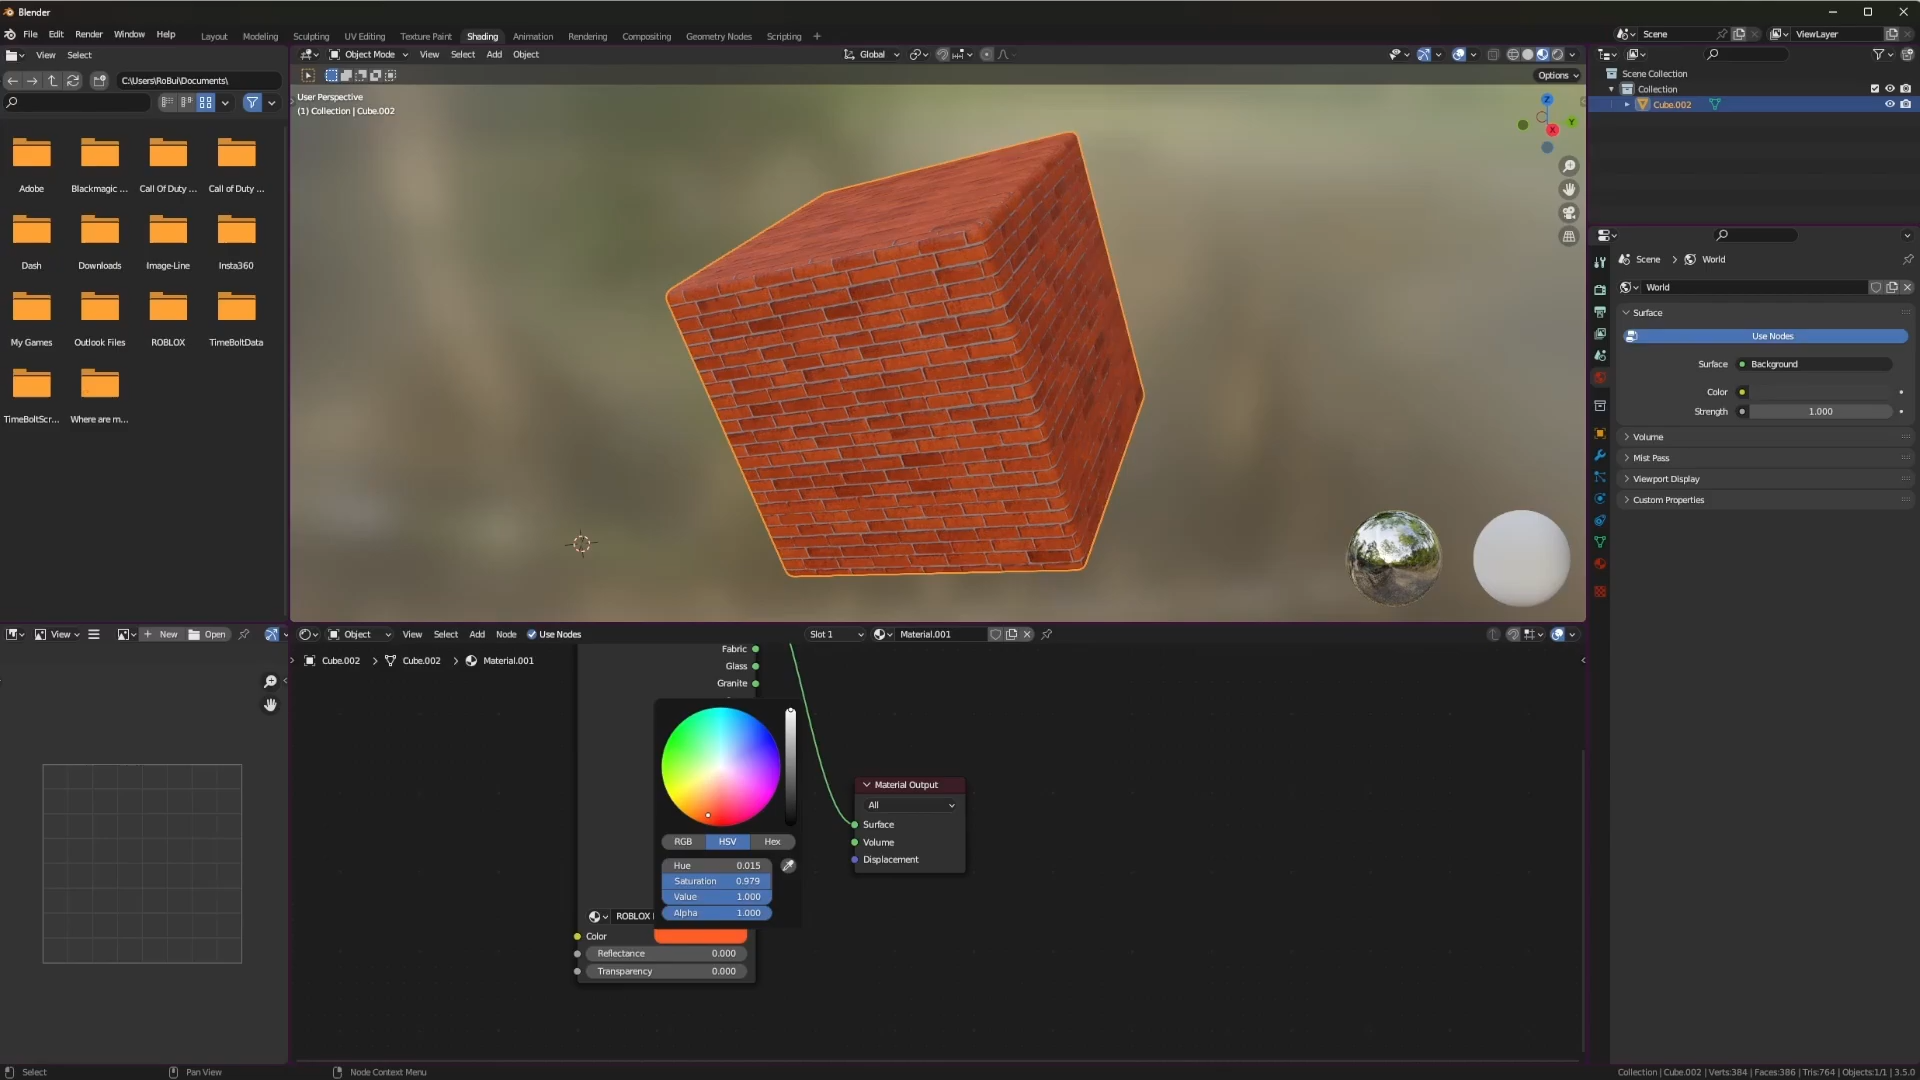 Blender
File Edit Render Window Help
Layout Modeling Sculpting UV Editing Texture Paint Shading Animation Rendering Compositing Geometry Nodes Scripting +
Scene
ViewLayer
View Select
Object Mode View Select Add Object
Global
C:\Users\RoBui\Documents\
Options
User Perspective
(1) Collection | Cube.002
Z
Y
X
Scene Collection
Collection
Cube.002
Adobe
Blackmagic ...
Call Of Duty ...
Call of Duty ...
Dash
Downloads
Image-Line
Insta360
My Games
Outlook Files
ROBLOX
TimeBoltData
TimeBoltScr...
Where are m...
Scene > World
World
Surface
Use Nodes
Surface Background
Color
Strength 1.000
Volume
Mist Pass
Viewport Display
Custom Properties
View New Open
Object View Select Add Node Use Nodes
Slot 1
Material.001
Cube.002 > Cube.002 > Material.001
Fabric
Glass
Granite
RGB HSV Hex
Hue 0.015
Saturation 0.979
Value 1.000
Alpha 1.000
ROBLOX
Color
Reflectance 0.000
Transparency 0.000
Material Output
All
Surface
Volume
Displacement
Select
Pan View
Node Context Menu
Collection | Cube.002 | Verts:384 | Faces:386 | Tris:764 | Objects:1/1 | 3.5.0